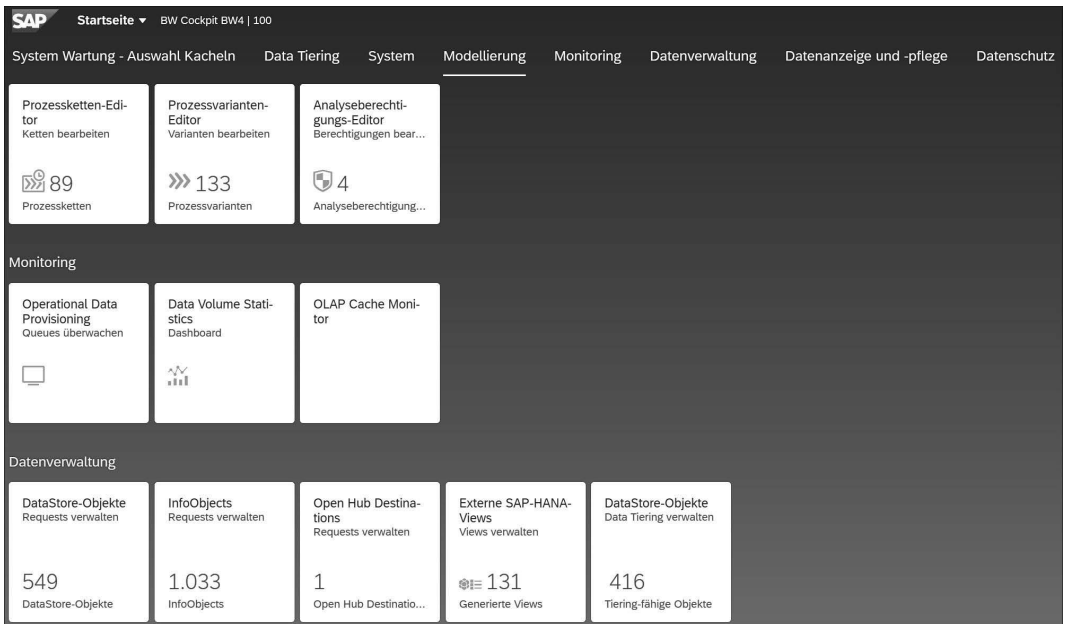 SAP Startseite BW Cockpit BW4 | 100
System Wartung - Auswahl Kacheln Data Tiering System Modellierung Monitoring Datenverwaltung Datenanzeige und -pflege Datenschutz
Prozessketten-Edi-
tor
Ketten bearbeiten
89
Prozessketten
Prozessvarianten-
Editor
Varianten bearbeiten
133
Prozessvarianten
Analyseberechti-
gungs-Editor
Berechtigungen bear...
4
Analyseberechtigung...
Monitoring
Operational Data
Provisioning
Queues überwachen
Data Volume Stati-
stics
Dashboard
OLAP Cache Moni-
tor
Datenverwaltung
DataStore-Objekte
Requests verwalten
549
DataStore-Objekte
InfoObjects
Requests verwalten
1.033
InfoObjects
Open Hub Destina-
tions
Requests verwalten
1
Open Hub Destinatio...
Externe SAP-HANA-
Views
Views verwalten
131
Generierte Views
DataStore-Objekte
Data Tiering verwalten
416
Tiering-fähige Objekte